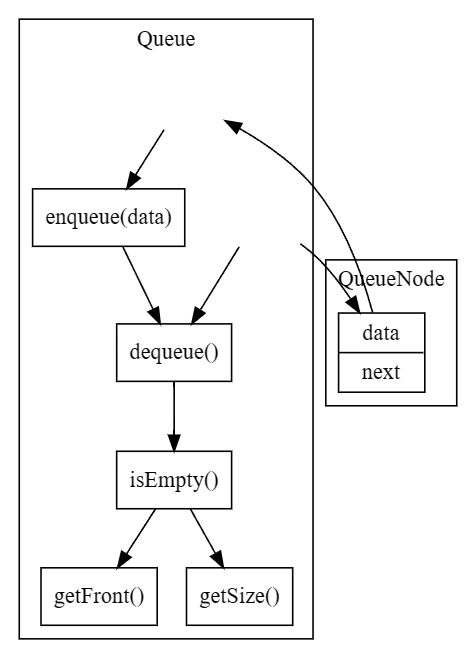 Queue
enqueue(data)
QueueNode
data
dequeue()
next
isEmpty()
getFront()
getSize()